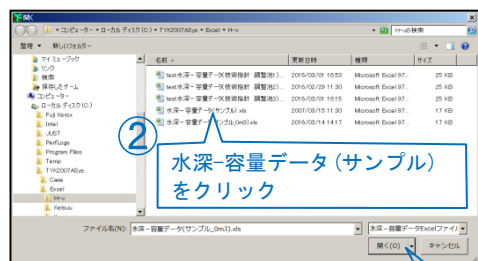 開く
コンピューター ▸ ローカル ディスク (C:) ▸ TYK2007ASys ▸ Excel ▸ H-v
H-vの検索
整理 ▼ 新しいフォルダー
名前
更新日時
種類
サイズ
マイ ミュージック
リンク
検索
保存したゲーム
コンピューター
ローカル ディスク (C:)
Fuji Xerox
Intel
JUST
PerfLogs
Program Files
Temp
TYK2007ASys
Case
Excel
H-v
Keisuu
test水深-容量データ(技術指針 調整池1)...
2016/03/01 16:53
Microsoft Excel 97...
25 KB
test水深-容量データ(技術指針 調整池2)...
2016/02/29 11:30
Microsoft Excel 97...
25 KB
test水深-容量データ(技術指針 調整池3)...
2016/03/01 16:15
Microsoft Excel 97...
25 KB
水深-容量データ(サンプル).xls
2007/08/15 11:30
Microsoft Excel 97...
17 KB
水深-容量データ(サンプル_0m3).xls
2016/03/14 14:17
Microsoft Excel 97...
17 KB
②
水深-容量データ(サンプル)
をクリック
ファイル名(N):
水深-容量データ(サンプル_0m3).xls
水深-容量データExcelファイ
開く(O)
キャンセル